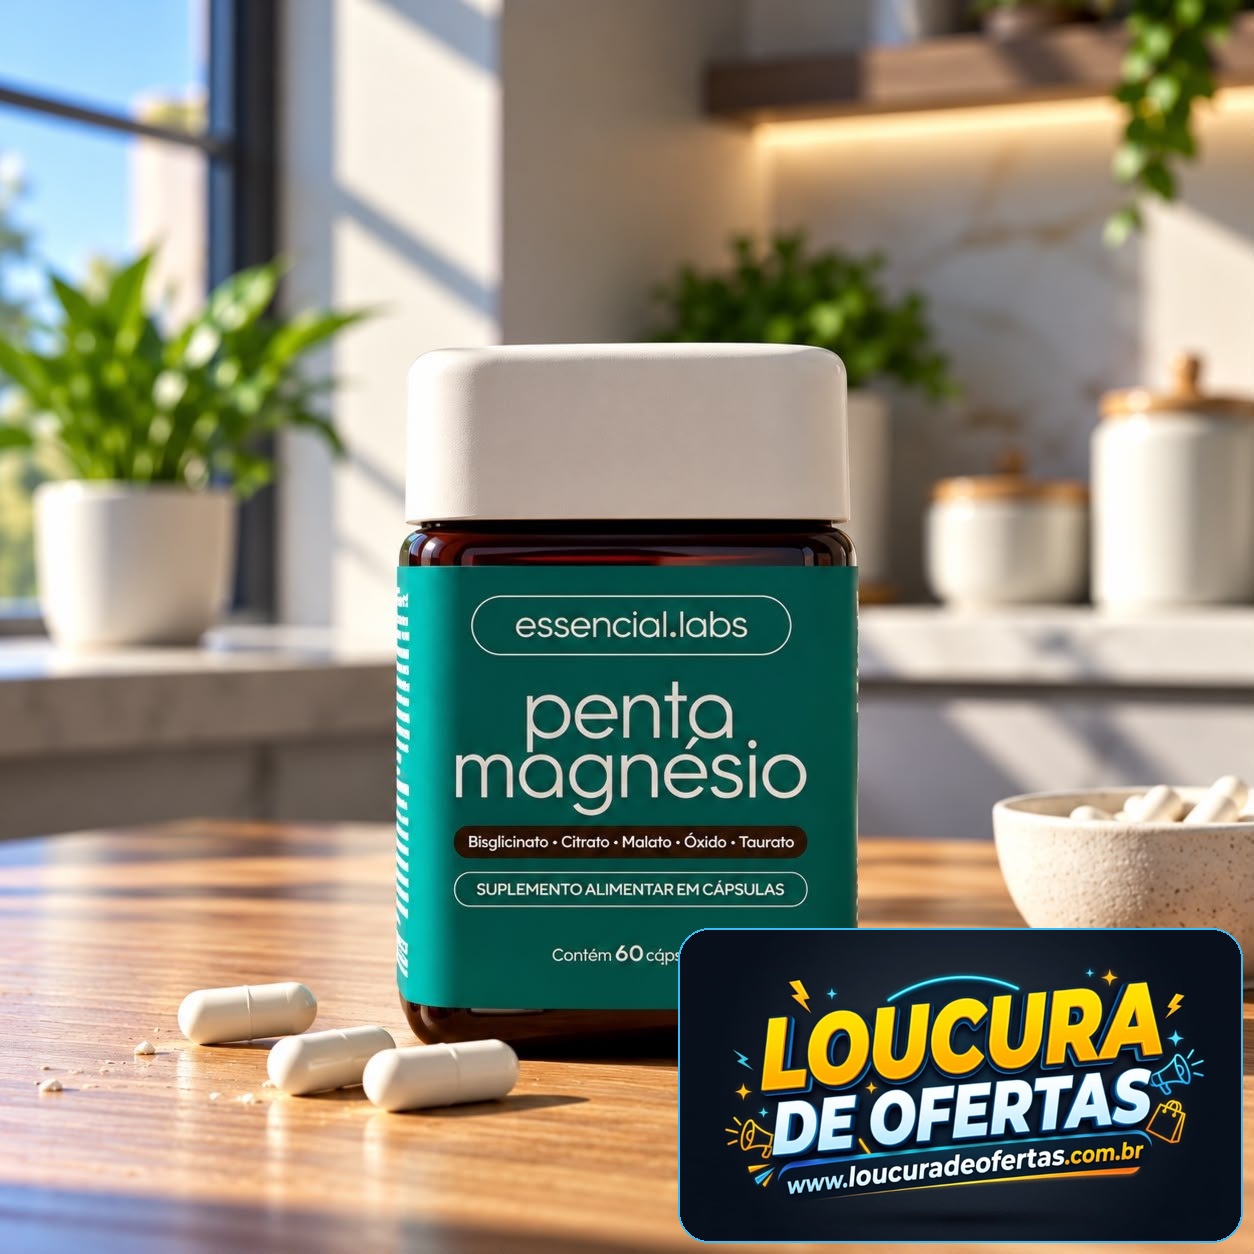 essencial.labs
penta
magnésio
Bisglicinato • Citrato • Malato • Óxido • Taurato
SUPLEMENTO ALIMENTAR EM CÁPSULAS
Contém 60
LOUCURA
DE OFERTAS
www.loucuradeofertas.com.br